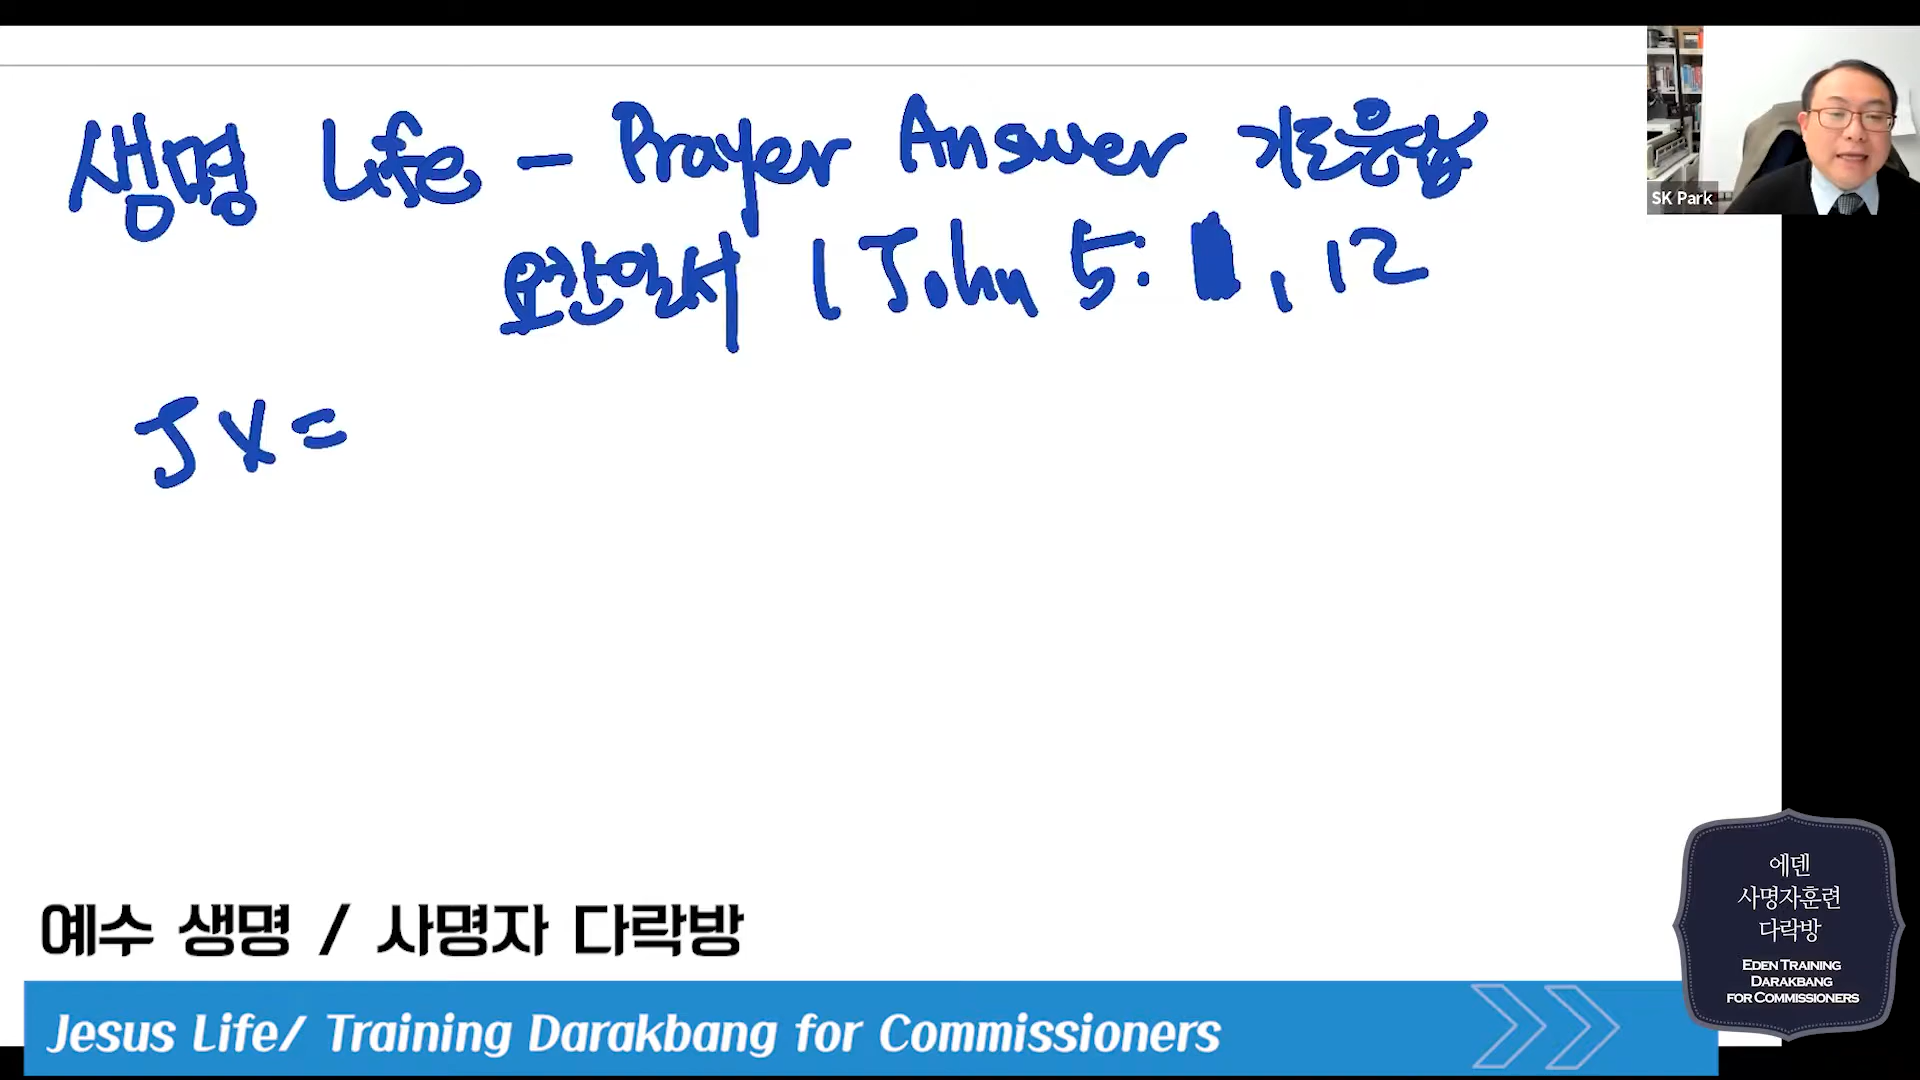 생명 Life - Prayer Answer 기도응답
요한일서 1 John 5: , 12
JX=
SK Park
예수 생명 / 사명자 다락방
Jesus Life/ Training Darakbang for Commissioners
에덴
사명자훈련
다락방
EDEN TRAINING
DARAKBANG
FOR COMMISSIONERS